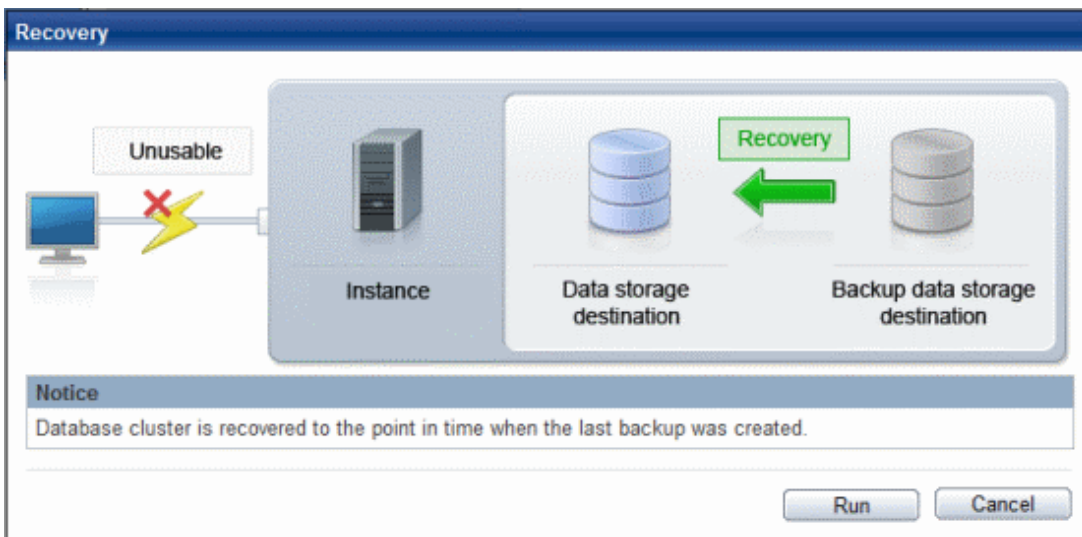 Recovery
Unusable
Recovery
Instance
Data storage
destination
Backup data storage
destination
Notice
Database cluster is recovered to the point in time when the last backup was created.
Run
Cancel